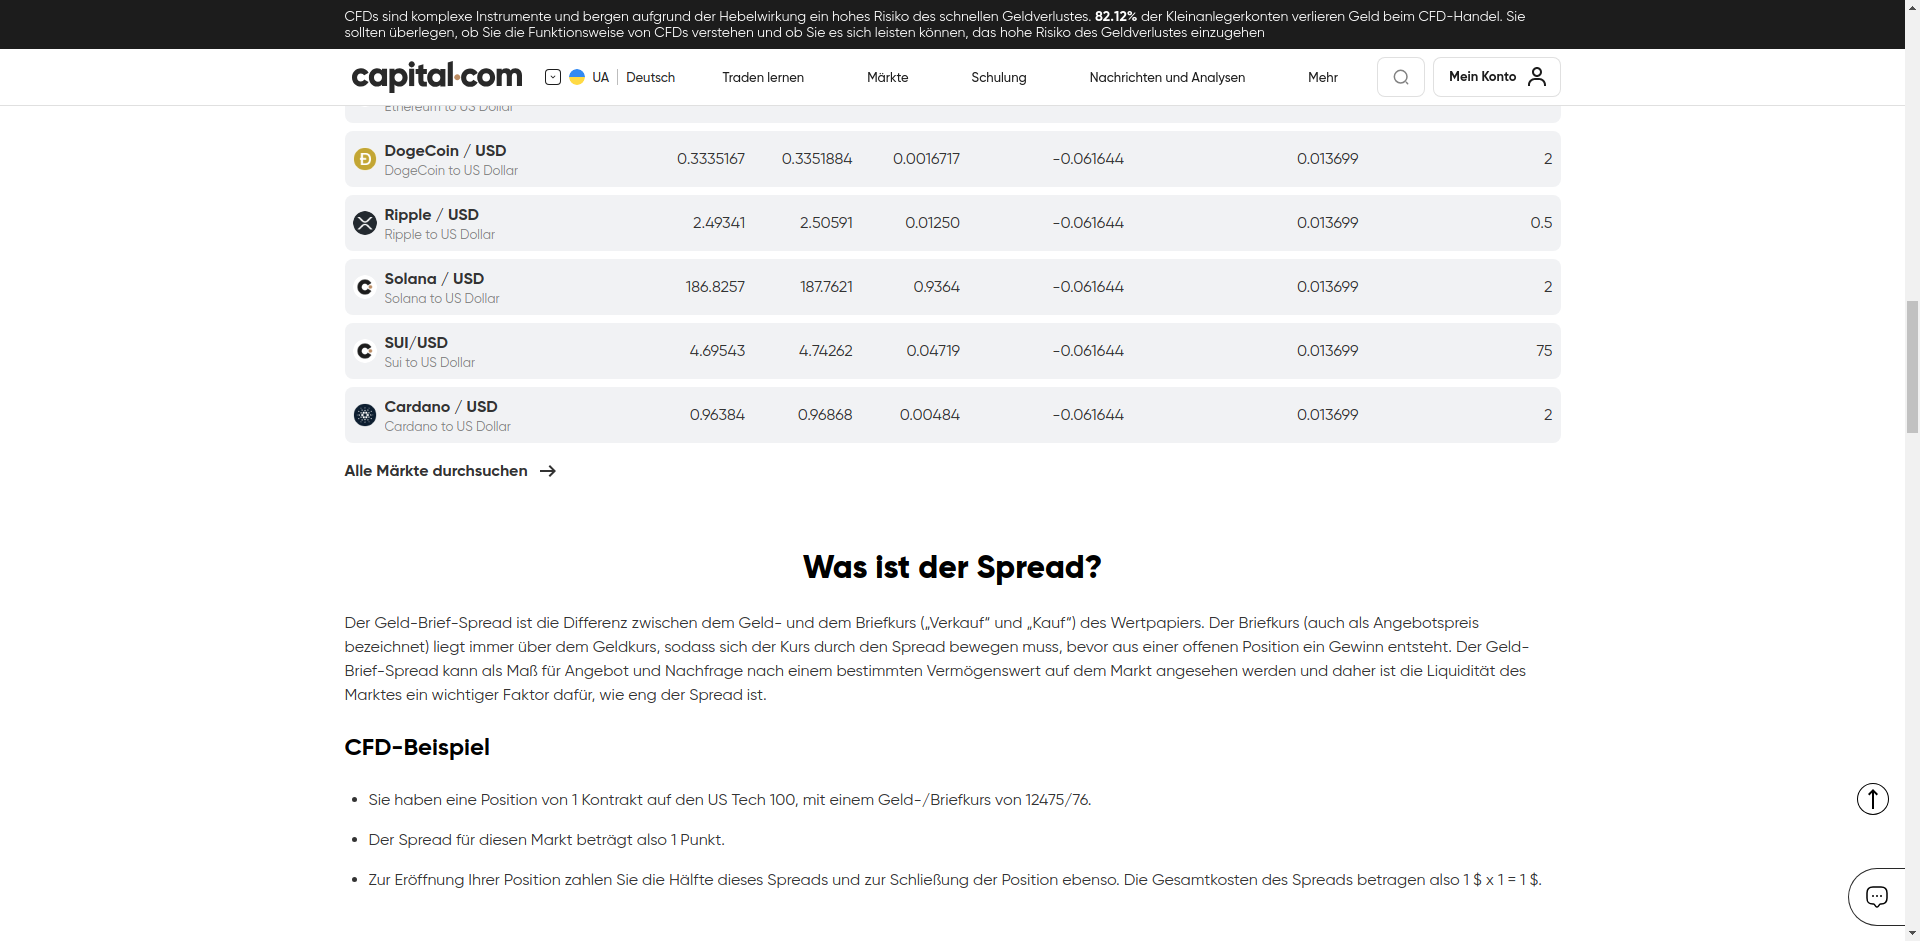 CFDs sind komplexe Instrumente und bergen aufgrund der Hebelwirkung ein hohes Risiko des schnellen Geldverlustes. 82.12% der Kleinanlegerkonten verlieren Geld beim CFD-Handel. Sie
sollten überlegen, ob Sie die Funktionsweise von CFDs verstehen und ob Sie es sich leisten können, das hohe Risiko des Geldverlustes einzugehen
capital.com UA Deutsch Traden lernen Märkte Schulung Nachrichten und Analysen Mehr Mein Konto
Ethereum to US Dollar
DogeCoin / USD 0.3335167 0.3351884 0.0016717 -0.061644 0.013699 2
DogeCoin to US Dollar
Ripple / USD 2.49341 2.50591 0.01250 -0.061644 0.013699 0.5
Ripple to US Dollar
Solana / USD 186.8257 187.7621 0.9364 -0.061644 0.013699 2
Solana to US Dollar
SUI/USD 4.69543 4.74262 0.04719 -0.061644 0.013699 75
Sui to US Dollar
Cardano / USD 0.96384 0.96868 0.00484 -0.061644 0.013699 2
Cardano to US Dollar
Alle Märkte durchsuchen
Was ist der Spread?
Der Geld-Brief-Spread ist die Differenz zwischen dem Geld- und dem Briefkurs („Verkauf“ und „Kauf“) des Wertpapiers. Der Briefkurs (auch als Angebotspreis
bezeichnet) liegt immer über dem Geldkurs, sodass sich der Kurs durch den Spread bewegen muss, bevor aus einer offenen Position ein Gewinn entsteht. Der Geld-
Brief-Spread kann als Maß für Angebot und Nachfrage nach einem bestimmten Vermögenswert auf dem Markt angesehen werden und daher ist die Liquidität des
Marktes ein wichtiger Faktor dafür, wie eng der Spread ist.
CFD-Beispiel
• Sie haben eine Position von 1 Kontrakt auf den US Tech 100, mit einem Geld-/Briefkurs von 12475/76.
• Der Spread für diesen Markt beträgt also 1 Punkt.
• Zur Eröffnung Ihrer Position zahlen Sie die Hälfte dieses Spreads und zur Schließung der Position ebenso. Die Gesamtkosten des Spreads betragen also 1 $ x 1 = 1 $.